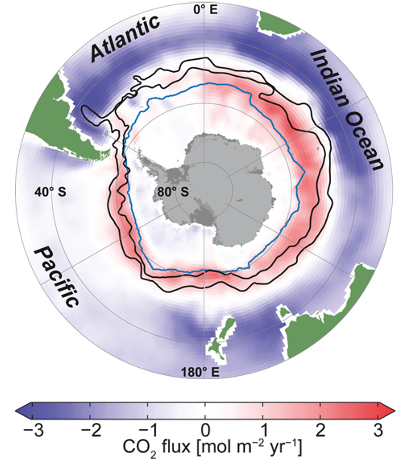 0° E
Atlantic
Indian Ocean
40° S
80° S
Pacific
180° E
−3 −2 −1 0 1 2 3
CO₂ flux [mol m⁻² yr⁻¹]